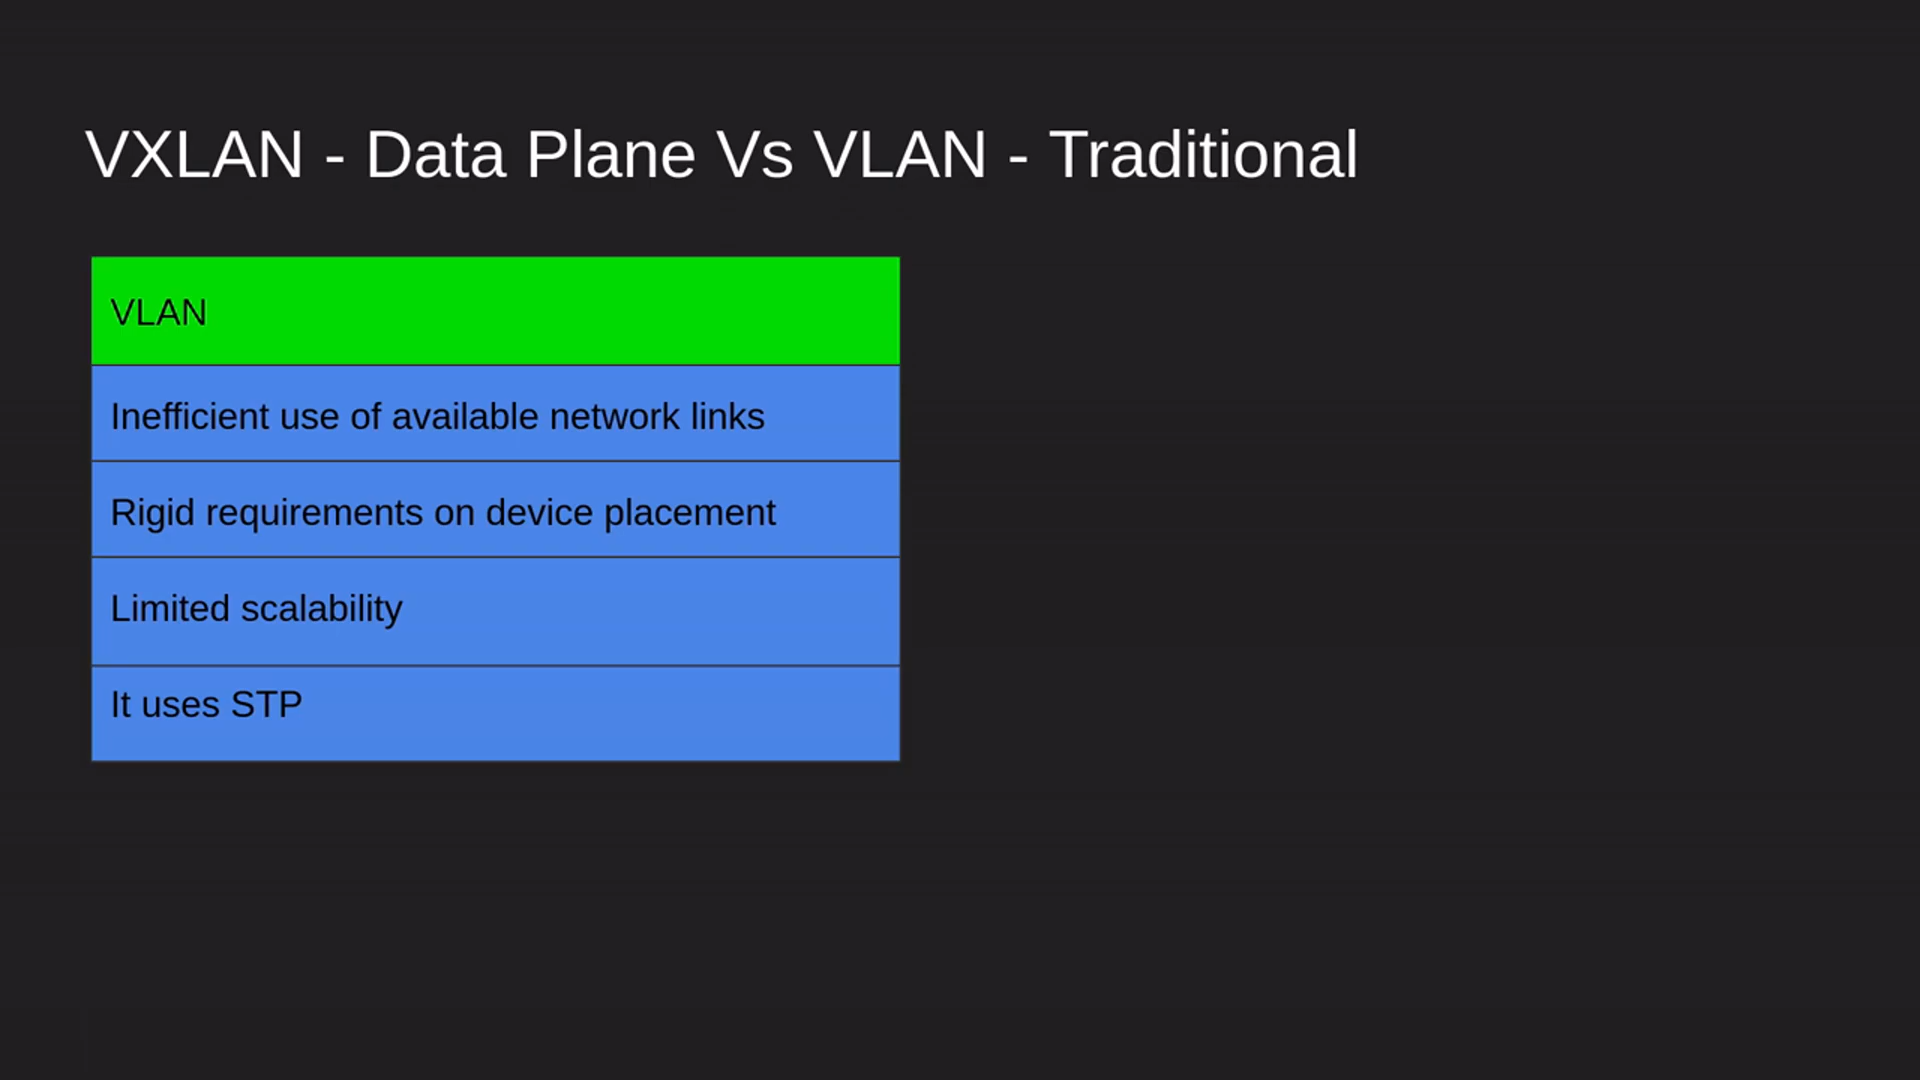 VXLAN - Data Plane Vs VLAN - Traditional
VLAN
Inefficient use of available network links
Rigid requirements on device placement
Limited scalability
It uses STP